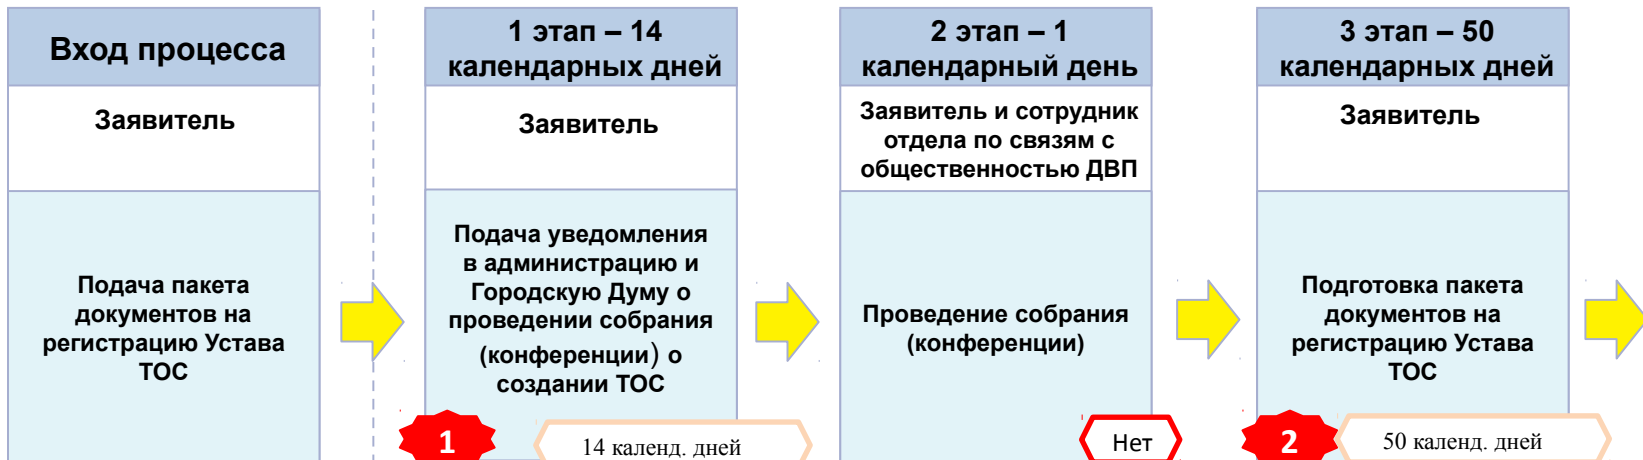 Вход процесса
Заявитель
Подача пакета
документов на
регистрацию Устава
ТОС
1 этап – 14
календарных дней
Заявитель
Подача уведомления
в администрацию и
Городскую Думу о
проведении собрания
(конференции) о
создании ТОС
1
14 календ. дней
2 этап – 1
календарный день
Заявитель и сотрудник
отдела по связям с
общественностью ДВП
Проведение собрания
(конференции)
Нет
3 этап – 50
календарных дней
Заявитель
Подготовка пакета
документов на
регистрацию Устава
ТОС
2
50 календ. дней